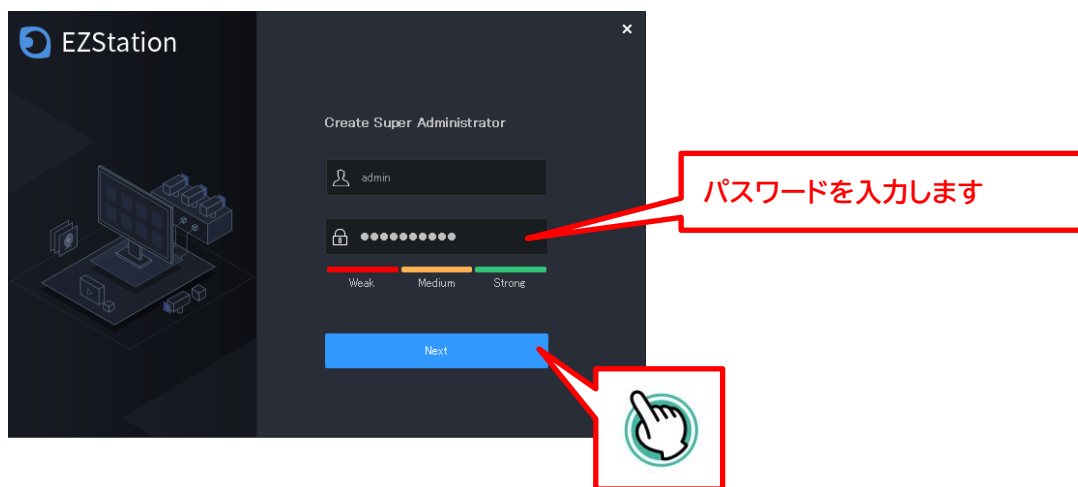 EZStation
×
Create Super Administrator
admin
パスワードを入力します
Weak Medium Strong
Next